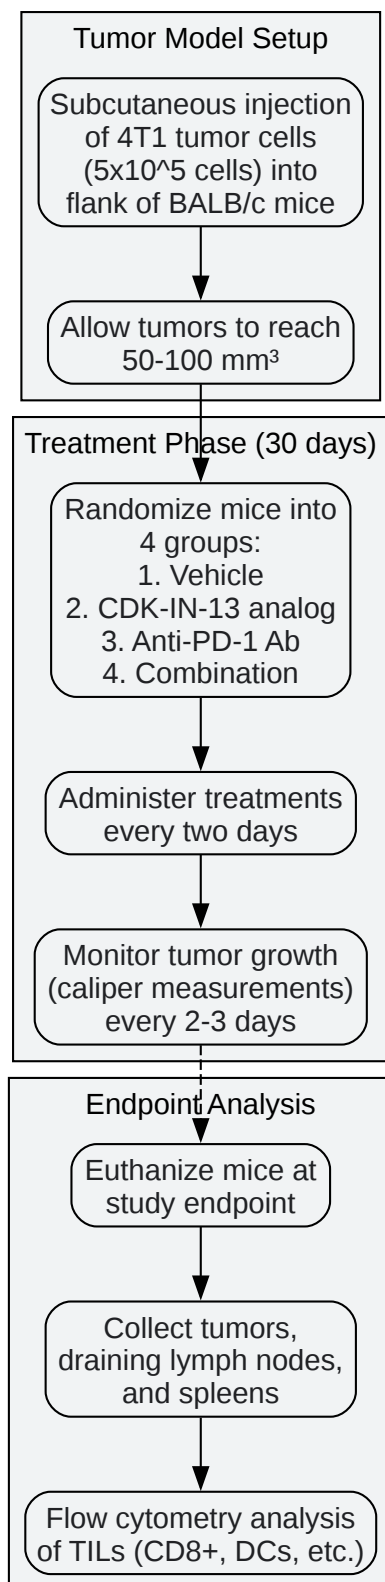 Tumor Model Setup
Subcutaneous injection
of 4T1 tumor cells
(5x10^5 cells) into
flank of BALB/c mice
Allow tumors to reach
50-100 mm³
Treatment Phase (30 days)
Randomize mice into
4 groups:
1. Vehicle
2. CDK-IN-13 analog
3. Anti-PD-1 Ab
4. Combination
Administer treatments
every two days
Monitor tumor growth
(caliper measurements)
every 2-3 days
Endpoint Analysis
Euthanize mice at
study endpoint
Collect tumors,
draining lymph nodes,
and spleens
Flow cytometry analysis
of TILs (CD8+, DCs, etc.)